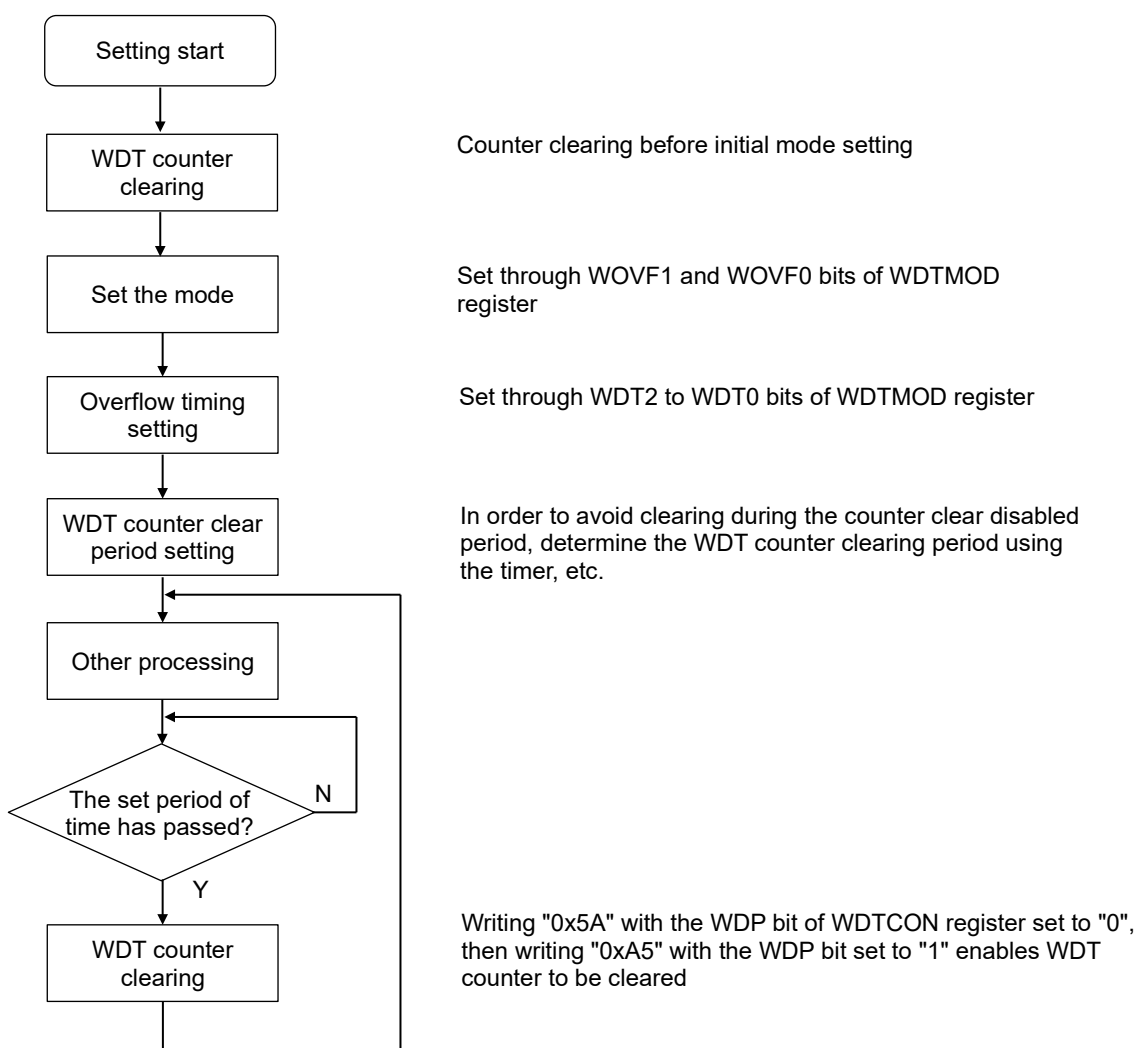 Setting start
WDT counter
clearing
Counter clearing before initial mode setting
Set the mode
Set through WOVF1 and WOVF0 bits of WDTMOD
register
Overflow timing
setting
Set through WDT2 to WDT0 bits of WDTMOD register
WDT counter clear
period setting
In order to avoid clearing during the counter clear disabled
period, determine the WDT counter clearing period using
the timer, etc.
Other processing
The set period of
time has passed?
N
Y
WDT counter
clearing
Writing "0x5A" with the WDP bit of WDTCON register set to "0",
then writing "0xA5" with the WDP bit set to "1" enables WDT
counter to be cleared